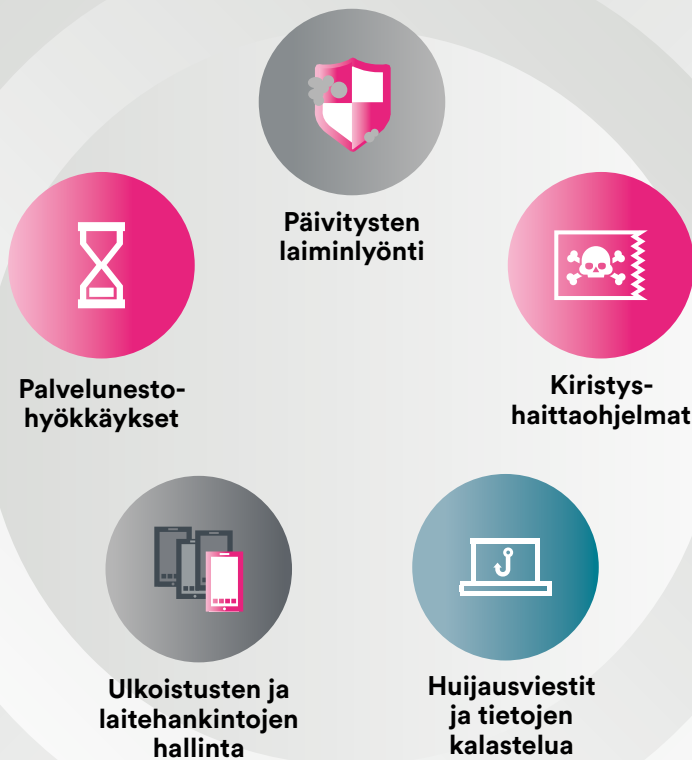 Päivitysten
laiminlyönti
Palvelunesto-
hyökkäykset
Kiristys-
haittaohjelmat
Ulkoistusten ja
laitehankintojen
hallinta
Huijausviestit
ja tietojen
kalastelua